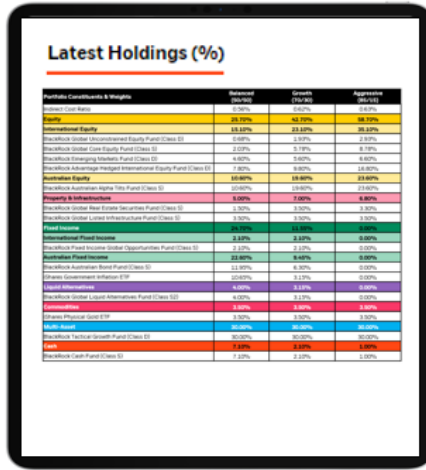 Latest Holdings (%)
Portfolio Constituents & Weights Balanced (50/50) Growth (70/30) Aggressive (85/15)
Indirect Cost Ratio 0.56% 0.62% 0.63%
Equity 25.70% 42.70% 58.70%
International Equity 15.10% 23.10% 35.10%
BlackRock Global Unconstrained Equity Fund (Class D) 0.68% 1.93% 2.93%
BlackRock Global Core Equity Fund (Class S) 2.03% 5.78% 8.78%
BlackRock Emerging Markets Fund (Class D) 4.60% 5.60% 6.60%
BlackRock Advantage Hedged International Equity Fund (Class D) 7.80% 9.80% 16.80%
Australian Equity 10.60% 19.60% 23.60%
BlackRock Australian Alpha Tilts Fund (Class S) 10.60% 19.60% 23.60%
Property & Infrastructure 5.00% 7.00% 6.80%
BlackRock Global Real Estate Securities Fund (Class S) 1.50% 3.50% 3.30%
BlackRock Global Listed Infrastructure Fund (Class S) 3.50% 3.50% 3.50%
Fixed Income 24.70% 11.55% 0.00%
International Fixed Income 2.10% 2.10% 0.00%
BlackRock Fixed Income Global Opportunities Fund (Class S) 2.10% 2.10% 0.00%
Australian Fixed Income 22.60% 9.45% 0.00%
BlackRock Australian Bond Fund (Class S) 11.95% 6.30% 0.00%
iShares Government Inflation ETF 10.65% 3.15% 0.00%
Liquid Alternatives 4.00% 3.15% 0.00%
BlackRock Global Liquid Alternatives Fund (Class S2) 4.00% 3.15% 0.00%
Commodities 3.50% 3.50% 3.50%
iShares Physical Gold ETF 3.50% 3.50% 3.50%
Multi-Asset 30.00% 30.00% 30.00%
BlackRock Tactical Growth Fund (Class D) 30.00% 30.00% 30.00%
Cash 7.10% 2.10% 1.00%
BlackRock Cash Fund (Class S) 7.10% 2.10% 1.00%